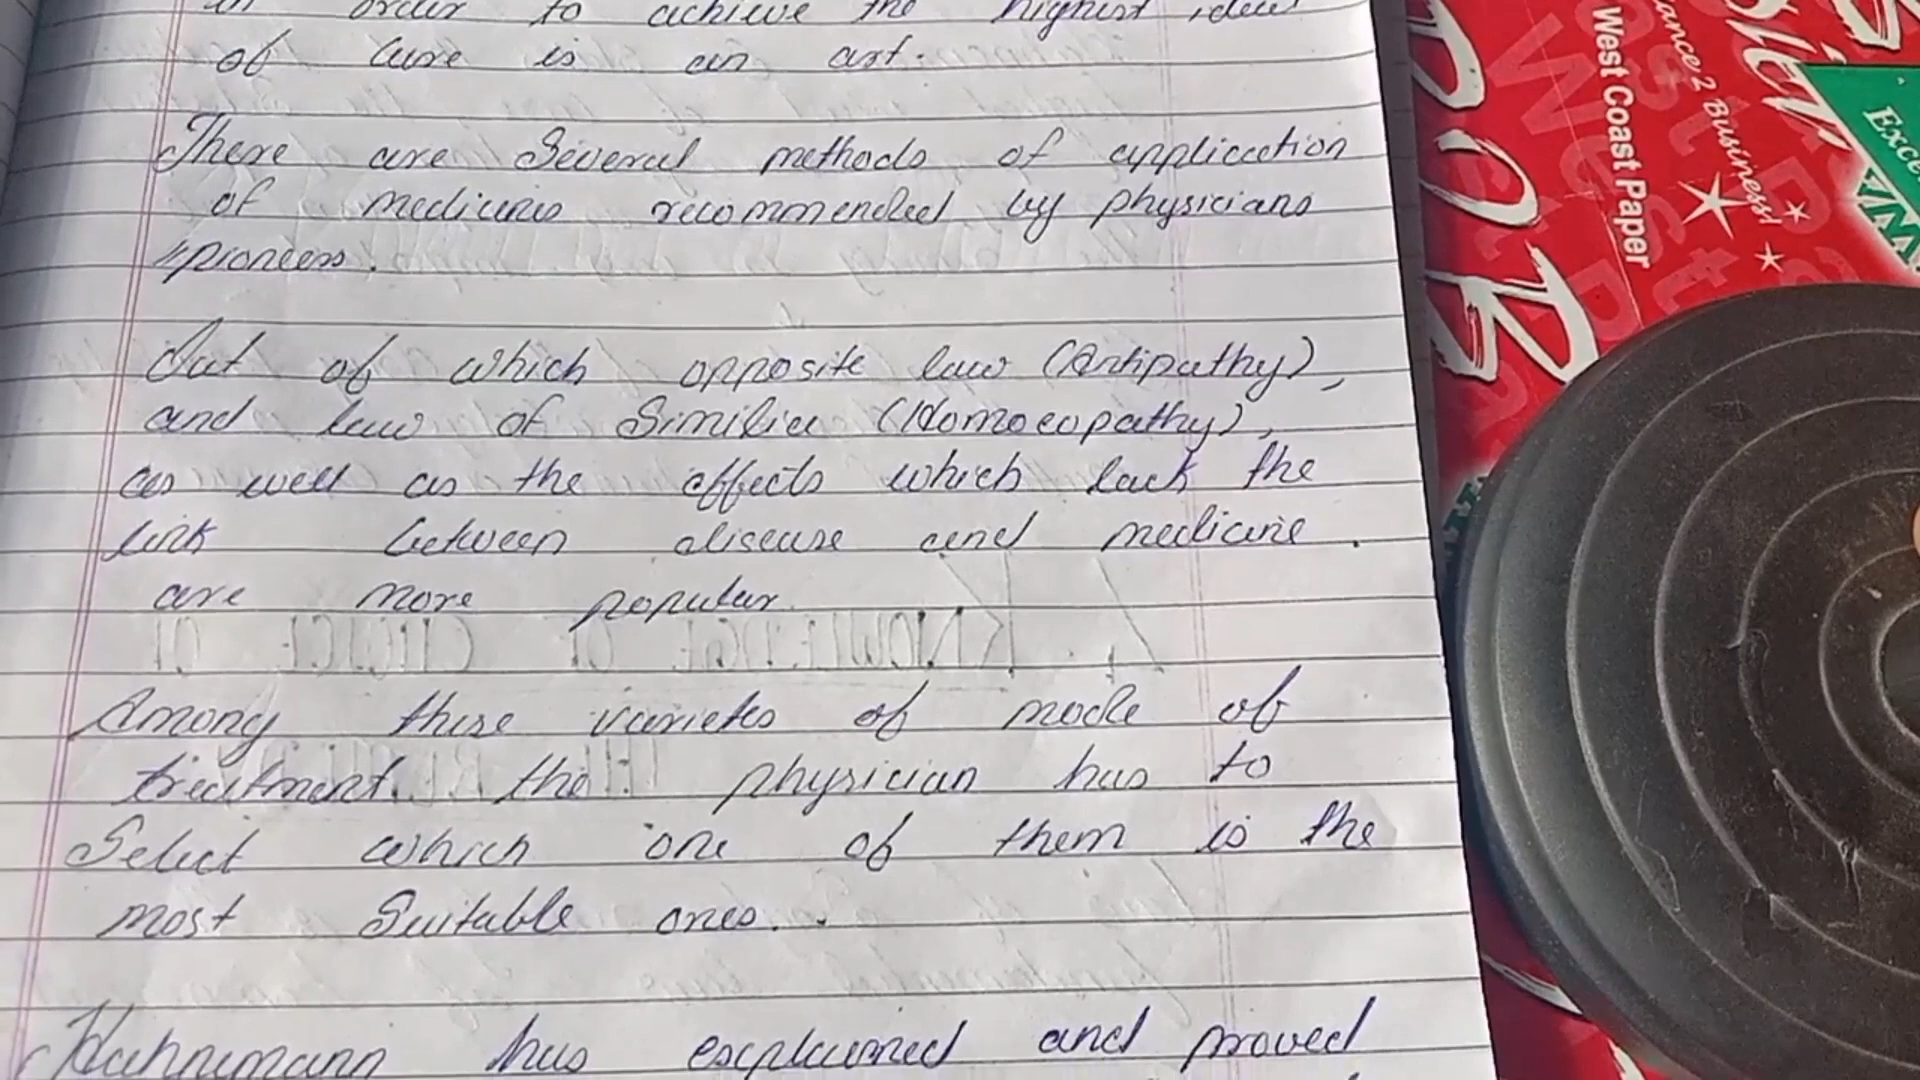 in order to achieve the highest ideal
of cure is an art.
There are Several methods of application
of medicines recommended by physicians
pioneers.
Out of which opposite law (Antipathy),
and law of Similia (Homoeopathy),
as well as the effects which lack the
link between disease and medicine.
are more popular
Among these varieties of mode of
treatment. the physician has to
Select which one of them is the
most Suitable ones.
Hahnemann has explained and proved
West Coast Paper
2 Business!